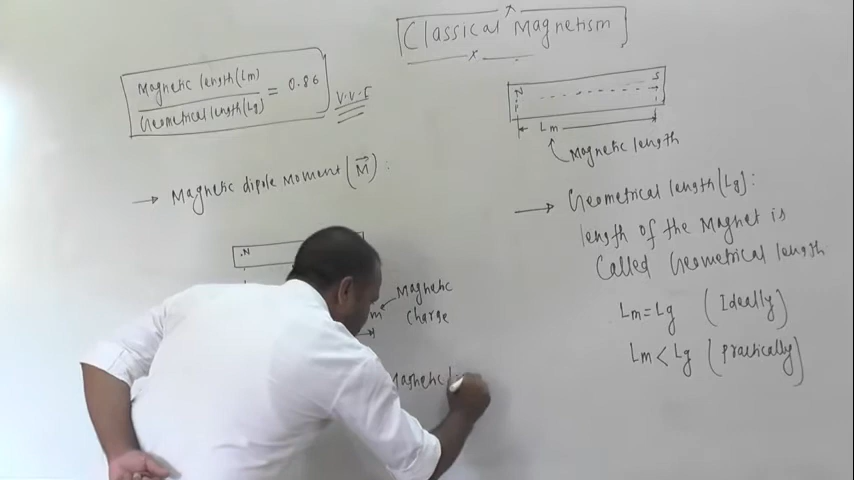 Classical Magnetism
Magnetic length(Lm)
Geometrical length(Lg)
= 0.86
V.V.I
N S
Lm
Magnetic length
→ Magnetic dipole Moment (M⃗) :
→ Geometrical length(Lg):
length of the Magnet is
Called Geometrical length
Lm=Lg (Ideally)
Lm<Lg (Practically)
.N
m
Magnetic
Charge
Magnetic